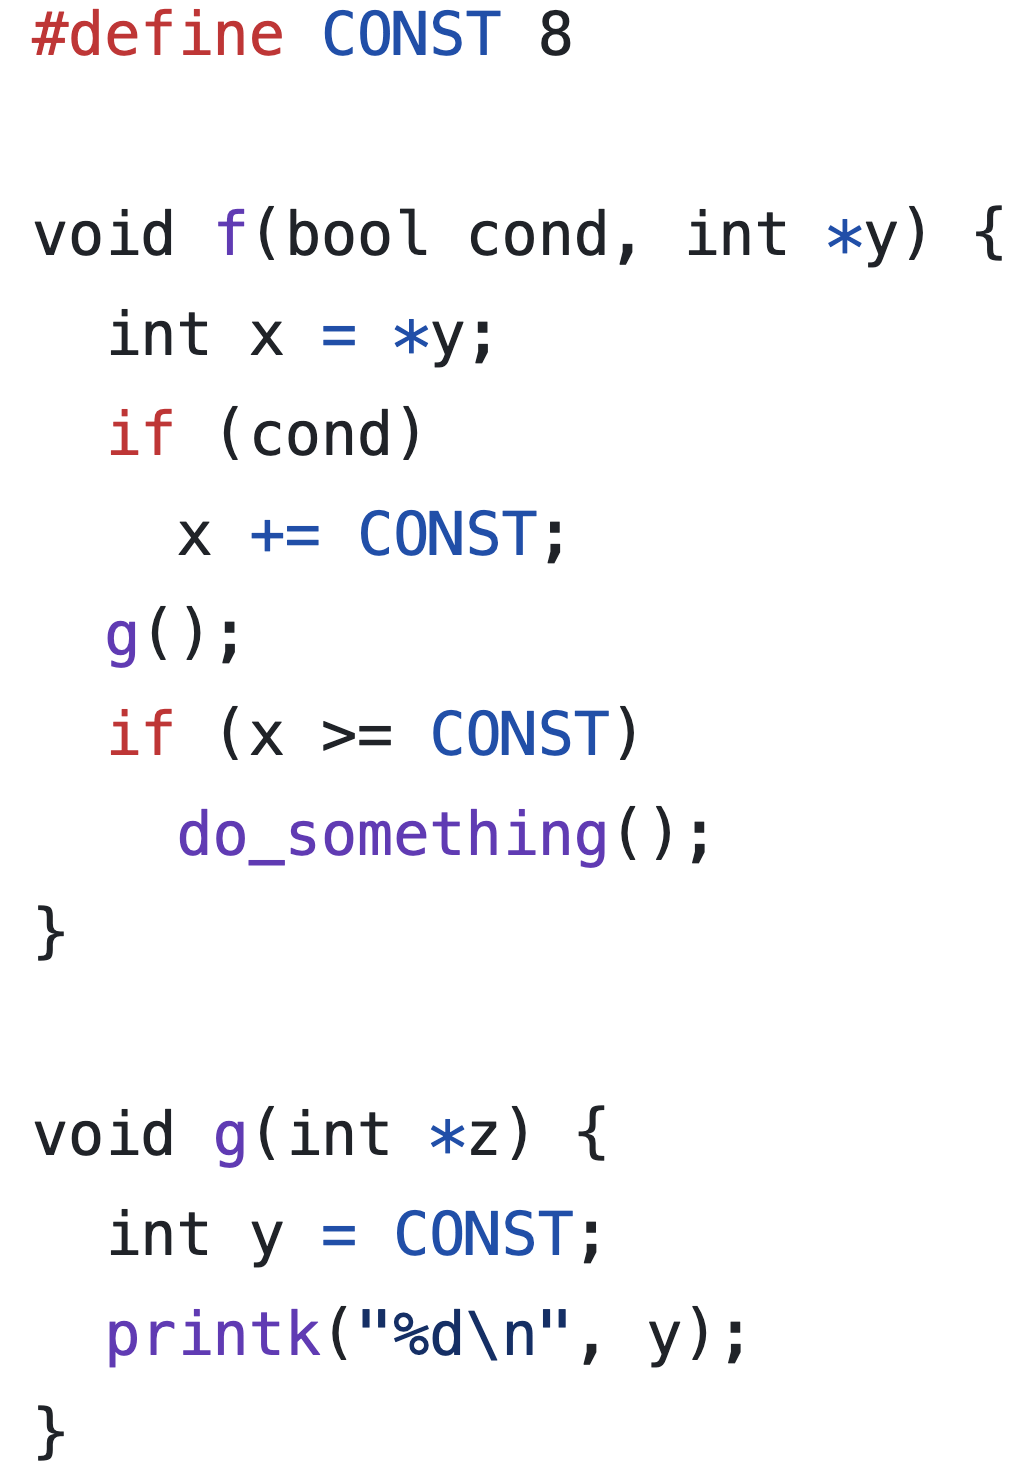 #define CONST 8

void f(bool cond, int *y) {
  int x = *y;
  if (cond)
    x += CONST;
  g();
  if (x >= CONST)
    do_something();
}

void g(int *z) {
  int y = CONST;
  printk("%d\n", y);
}